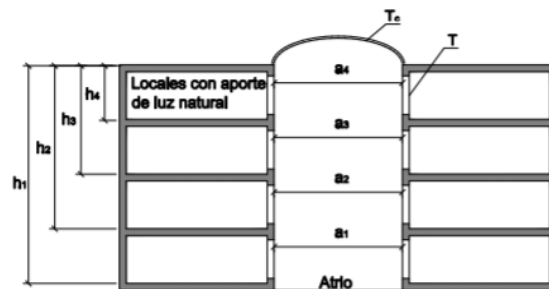 Tc
T
Locales con aporte
de luz natural
a4
h4
h3
a3
h2
h1
a2
a1
Atrio